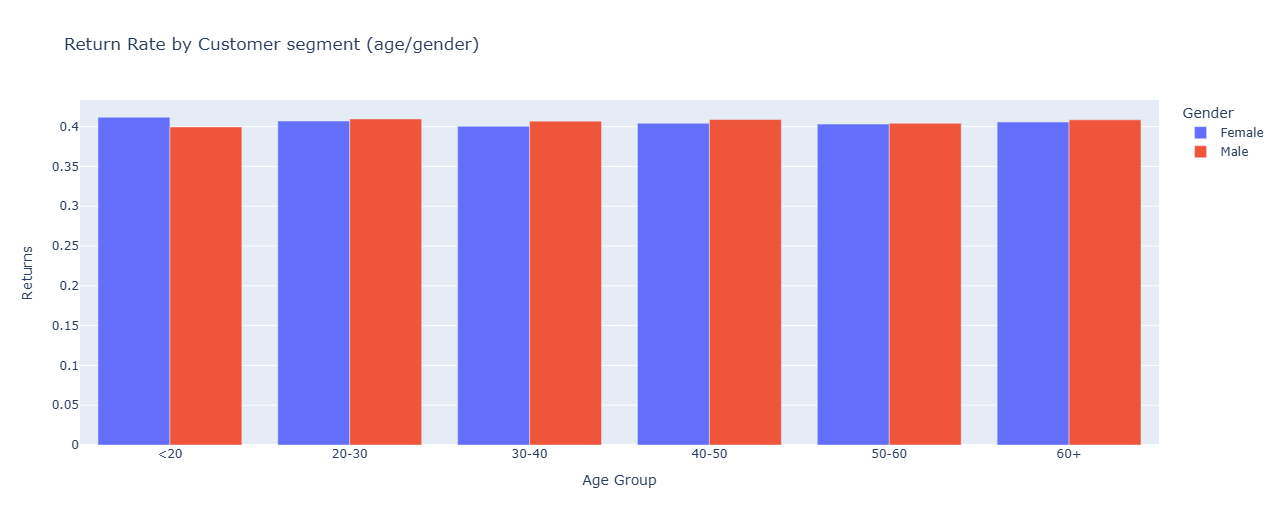 Return Rate by Customer segment (age/gender)
Gender
Female
Male
Returns
0.4
0.35
0.3
0.25
0.2
0.15
0.1
0.05
0
<20 20-30 30-40 40-50 50-60 60+
Age Group